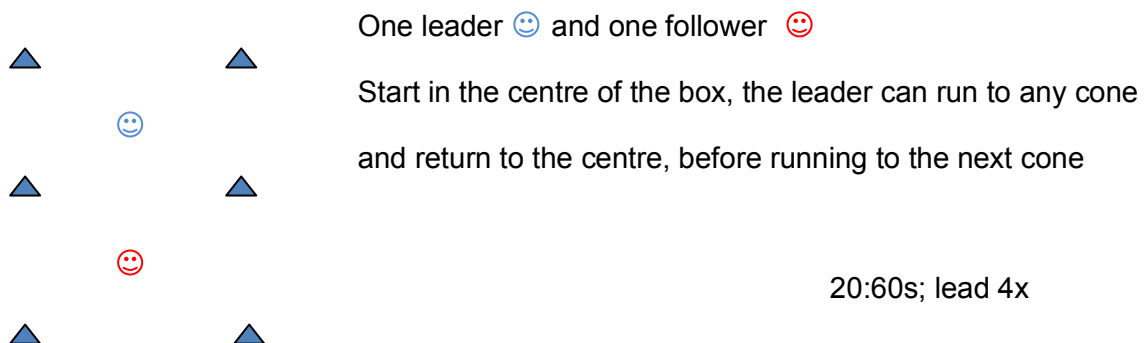 One leader and one follower
Start in the centre of the box, the leader can run to any cone
and return to the centre, before running to the next cone
20:60s; lead 4x